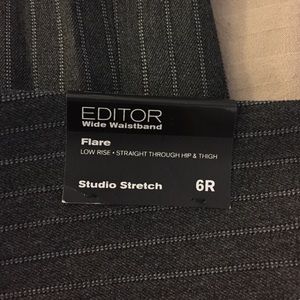 EDITOR
Wide Waistband
Flare
LOW RISE • STRAIGHT THROUGH HIP & THIGH
Studio Stretch 6R